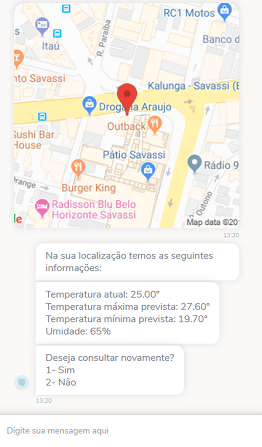 RC1 Motos
Itaú
R. Paraíba
Banco d
nto Savassi
Kalunga - Savassi (E
Drogaria Araujo
Sushi Bar
House
Outback
Pátio Savassi
Rádio 9
range
Burger King
R. Outono
Radisson Blu Belo
Horizonte Savassi
le
Map data ©20
13:20
Na sua localização temos as seguintes
informações:
Temperatura atual: 25.00°
Temperatura máxima prevista: 27.60°
Temperatura mínima prevista: 19.70°
Umidade: 65%
Deseja consultar novamente?
1- Sim
2- Não
13:20
Digite sua mensagem aqui